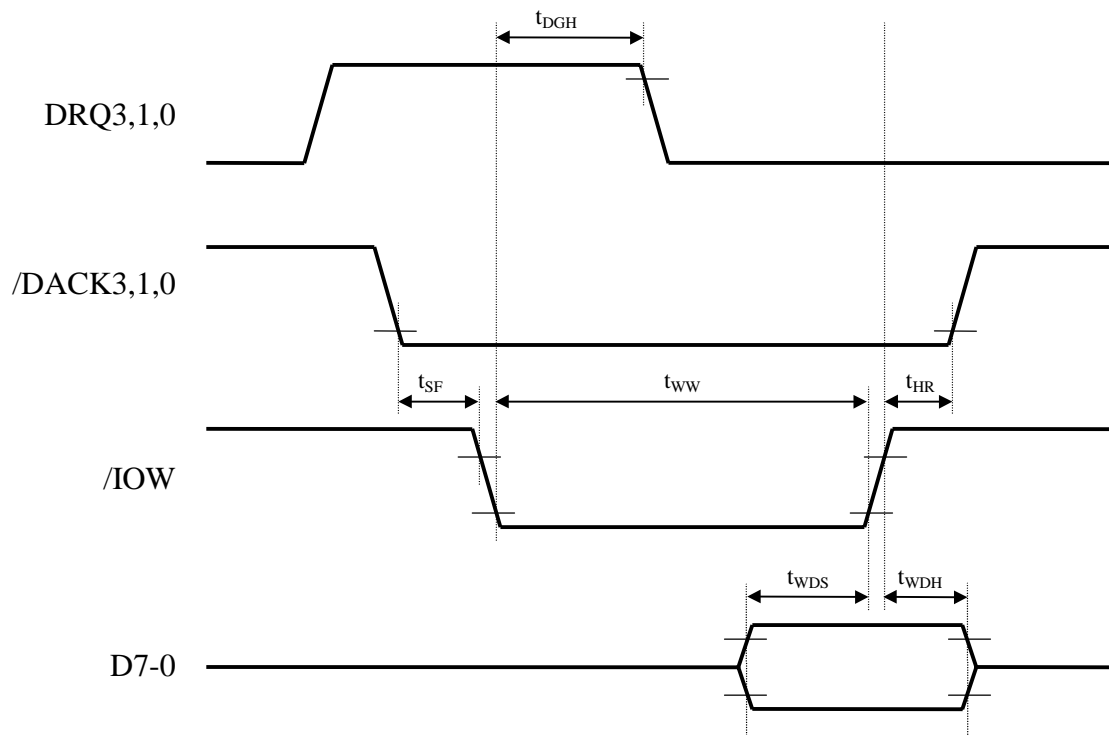 tDGH
DRQ3,1,0
/DACK3,1,0
tSF
tWW
tHR
/IOW
tWDS
tWDH
D7-0